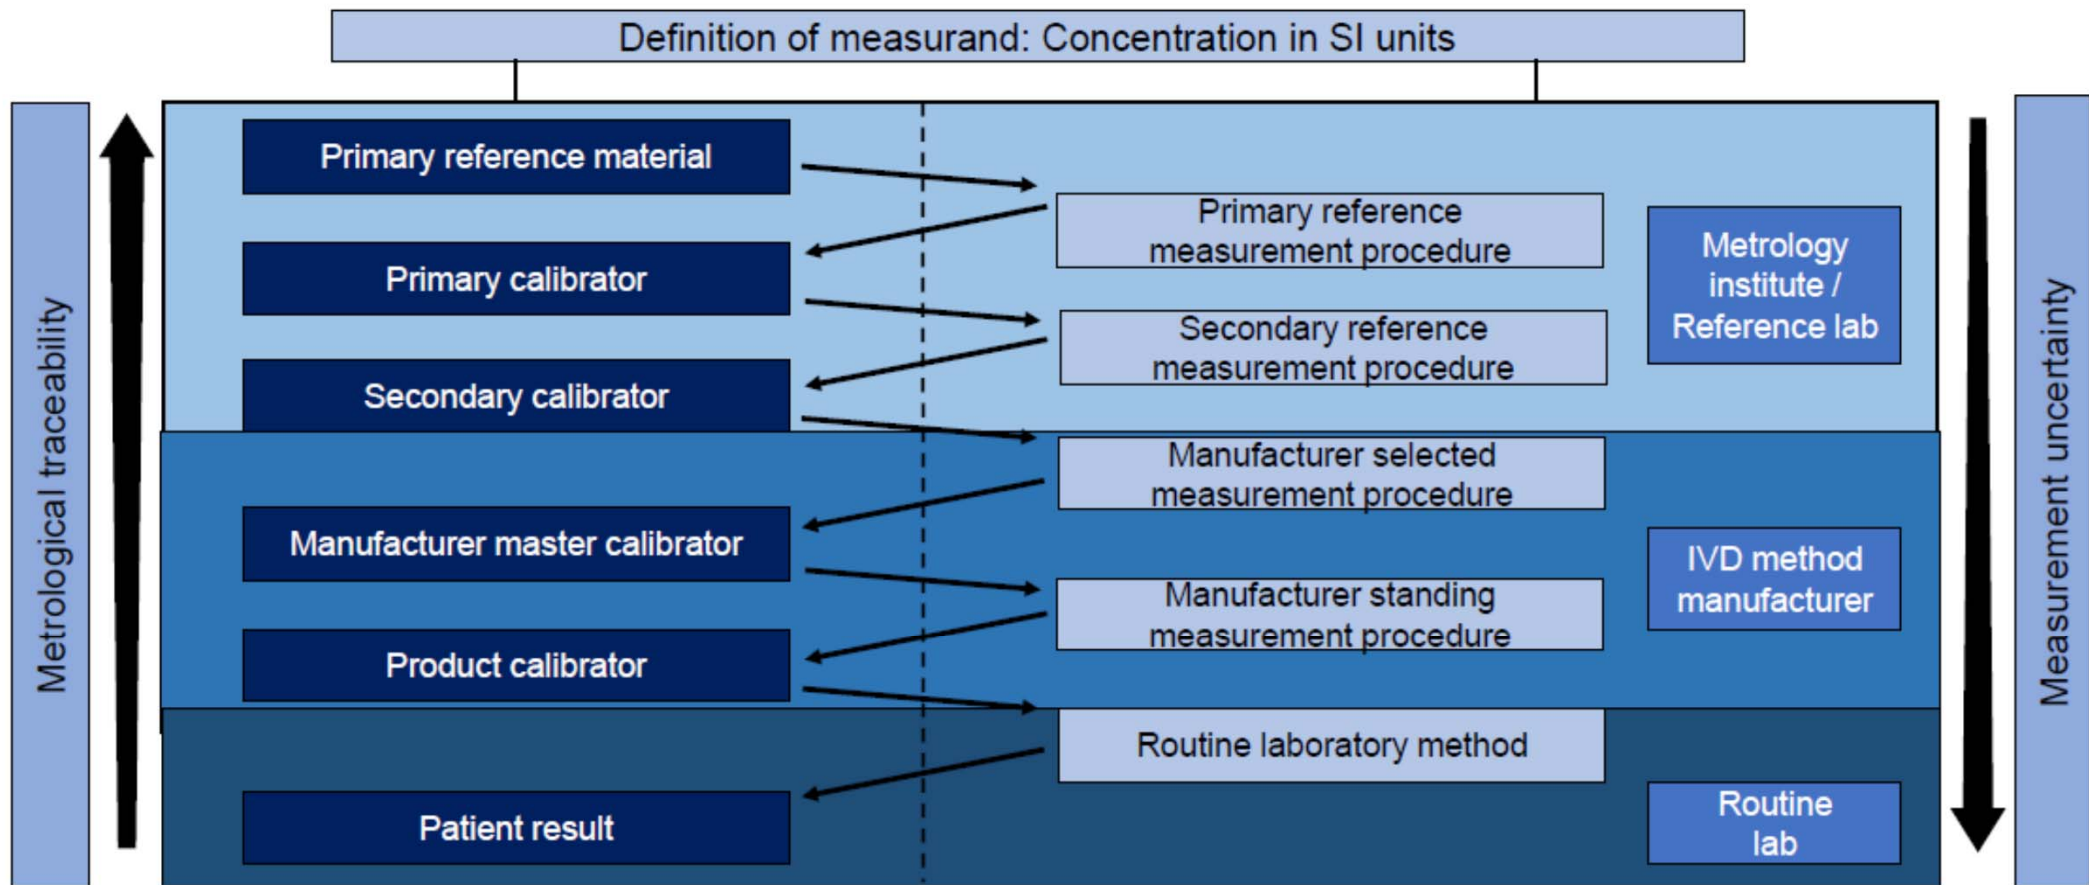 Definition of measurand: Concentration in SI units
Metrological traceability
Primary reference material
Primary reference
measurement procedure
Primary calibrator
Secondary reference
measurement procedure
Secondary calibrator
Metrology
institute /
Reference lab
Manufacturer selected
measurement procedure
Manufacturer master calibrator
Manufacturer standing
measurement procedure
Product calibrator
IVD method
manufacturer
Routine laboratory method
Patient result
Routine
lab
Measurement uncertainty